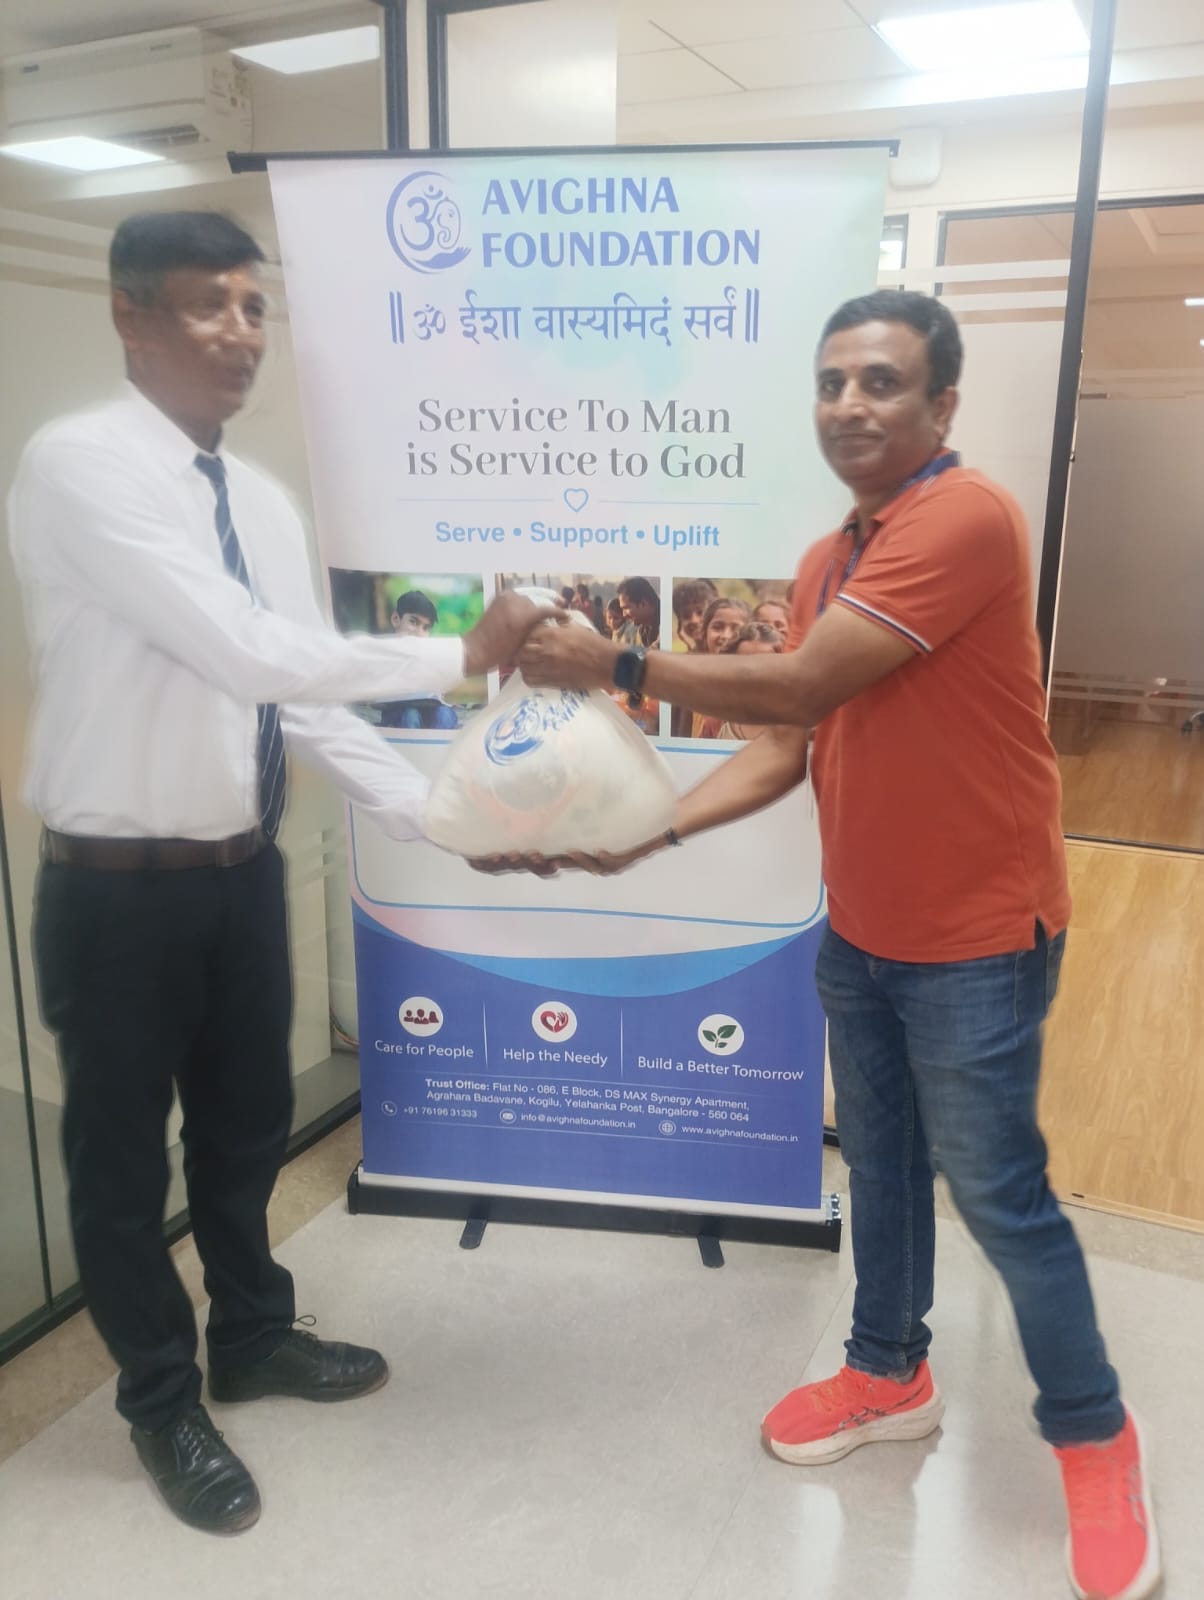 AVIGHNA
FOUNDATION
||ॐ ईशा वास्यमिदं सर्वं||
Service To Man
is Service to God
Serve • Support • Uplift
Care for People
Help the Needy
Build a Better Tomorrow
Trust Office: Flat No - 086, E Block, DS MAX Synergy Apartment,
Agrahara Badavane, Kogilu, Yelahanka Post, Bangalore - 560 064
+91 76196 31333
info@avighnafoundation.in
www.avighnafoundation.in